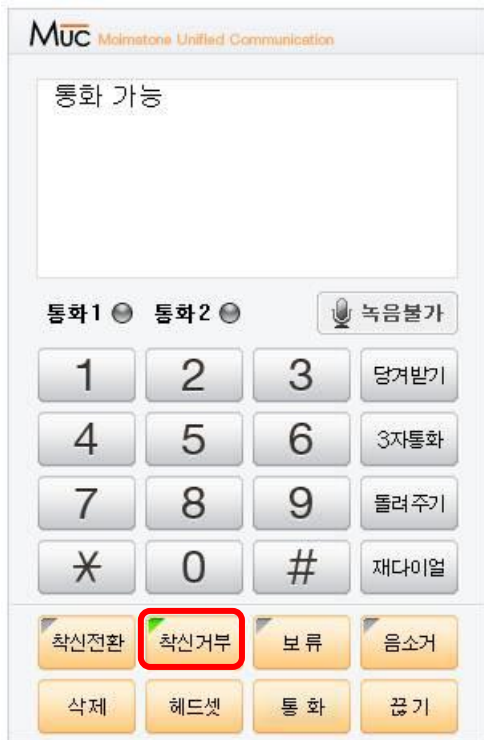 MUC Moimstone Unified Communication
통화 가능
통화1 통화2 녹음불가
1 2 3 당겨받기
4 5 6 3자통화
7 8 9 돌려주기
* 0 # 재다이얼
착신전환 착신거부 보류 음소거
삭제 헤드셋 통화 끊기